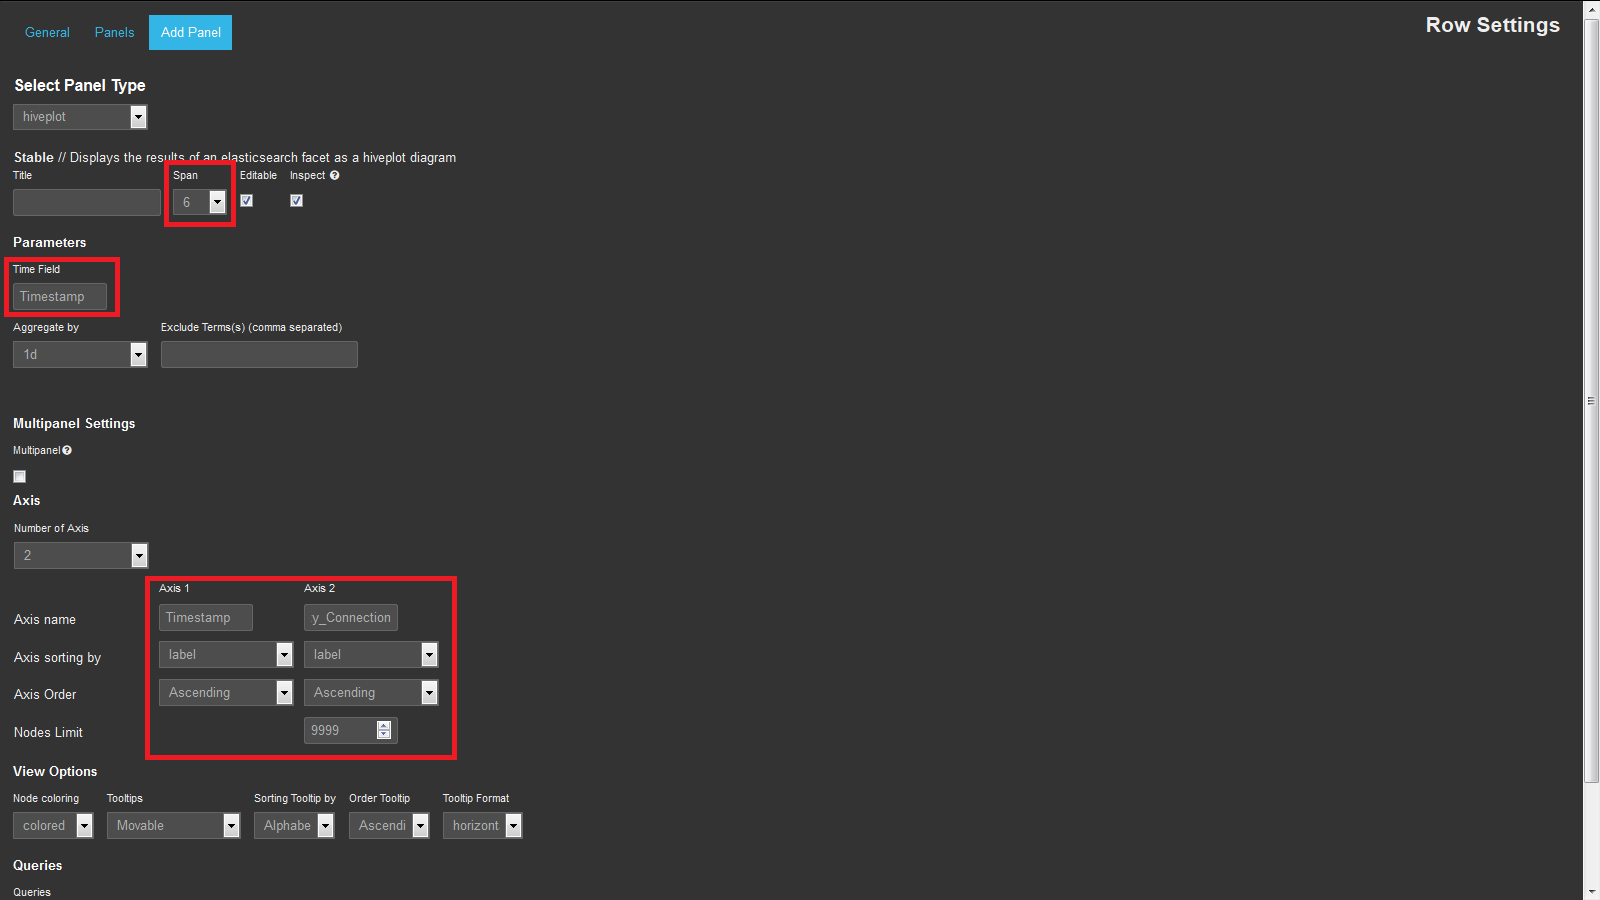 General Panels Add Panel Row Settings
Select Panel Type
hiveplot
Stable // Displays the results of an elasticsearch facet as a hiveplot diagram
Title Span Editable Inspect
6
Parameters
Time Field
Timestamp
Aggregate by Exclude Terms(s) (comma separated)
1d
Multipanel Settings
Multipanel
Axis
Number of Axis
2
Axis 1 Axis 2
Axis name Timestamp y_Connection
Axis sorting by label label
Axis Order Ascending Ascending
Nodes Limit 9999
View Options
Node coloring Tooltips Sorting Tooltip by Order Tooltip Tooltip Format
colored Movable Alphabe Ascendi horizont
Queries
Queries